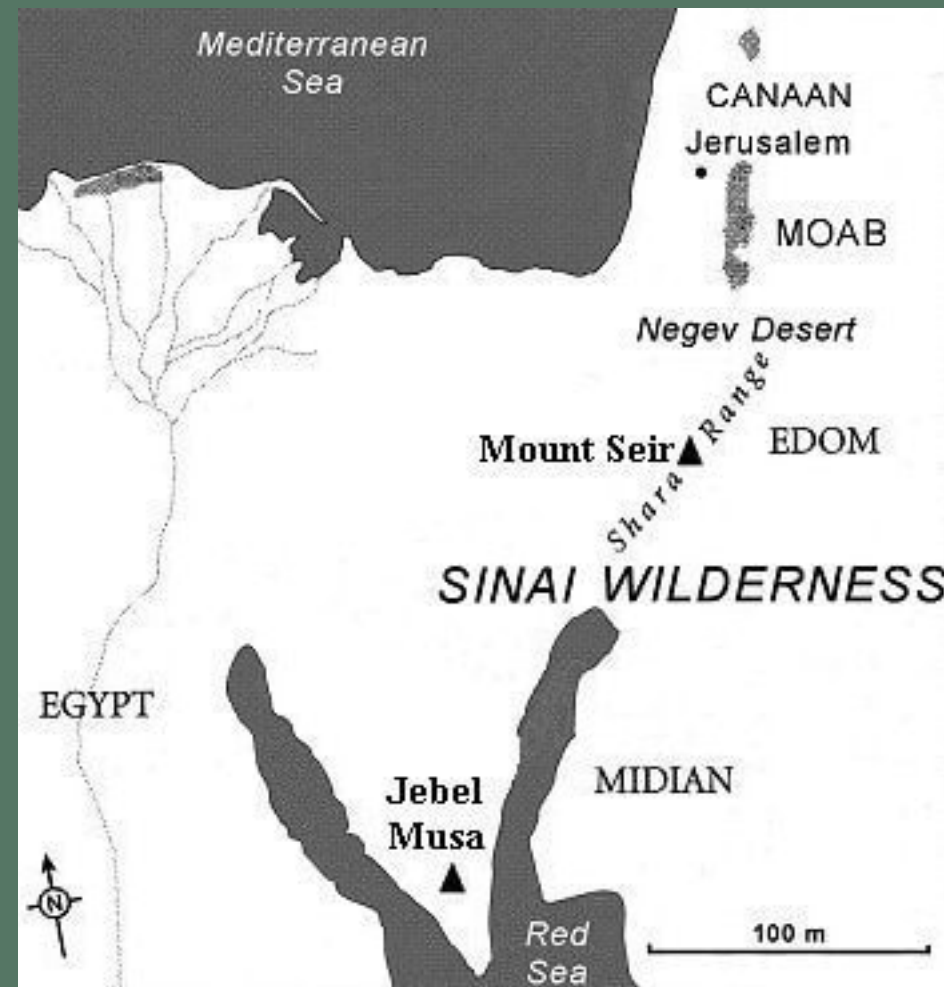 Mediterranean
Sea
CANAAN
Jerusalem
MOAB
Negev Desert
Shara Range
Mount Seir
EDOM
SINAI WILDERNESS
EGYPT
MIDIAN
Jebel
Musa
N
Red
Sea
100 m